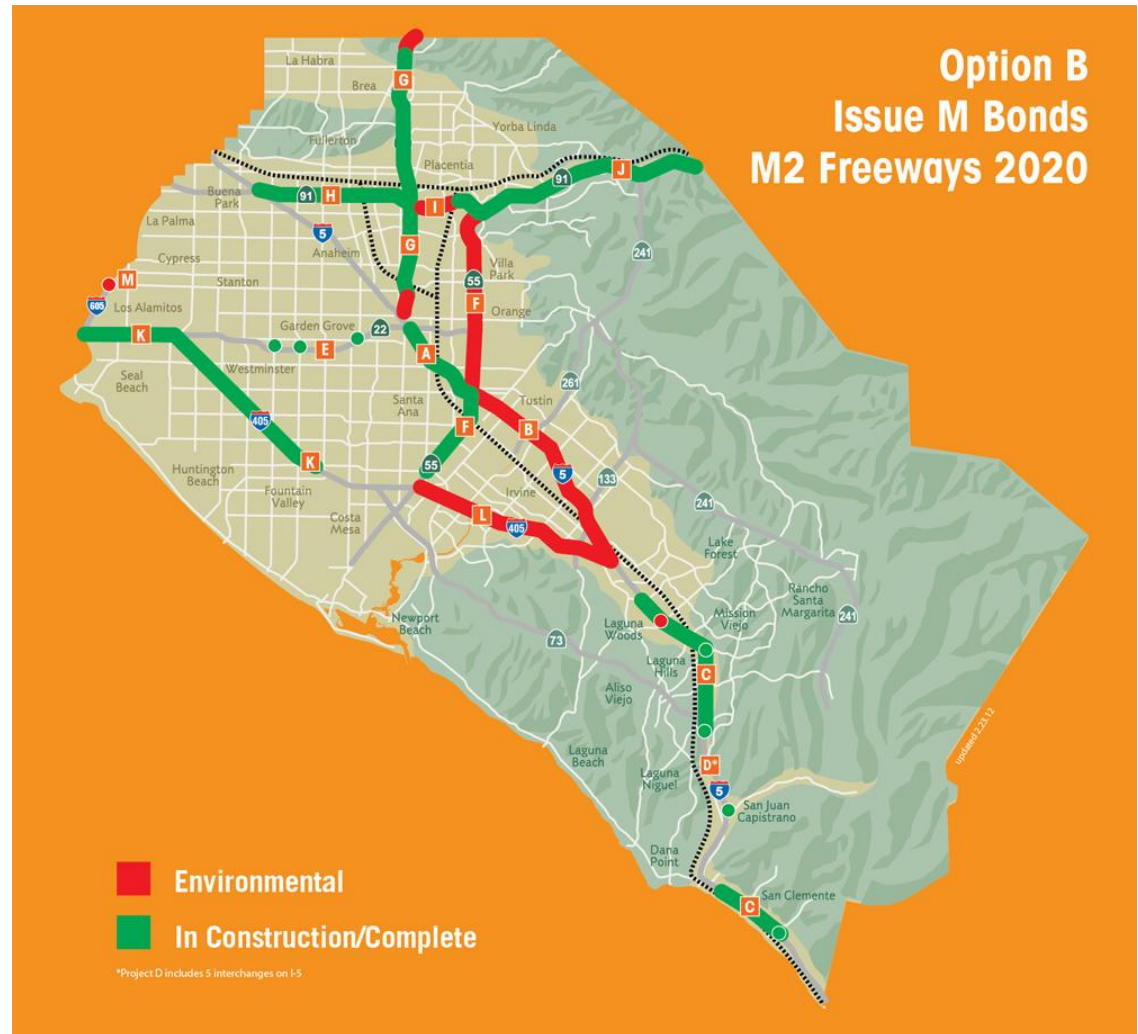 Option B
Issue M Bonds
M2 Freeways 2020
La Habra
Brea
G
Yorba Linda
Fullerton
Placentia
91
J
Buena
Park
91
H
I
La Palma
5
G
Anaheim
241
Cypress
Villa
Park
M
Stanton
55
605
Los Alamitos
F
Orange
Garden Grove
22
K
E
A
Westminster
Seal
Beach
261
Santa
Ana
Tustin
405
F
B
K
55
5
133
Huntington
Beach
Irvine
Fountain
Valley
241
L
405
Costa
Mesa
Lake
Forest
Rancho
Santa
Margarita
Newport
Beach
Laguna
Woods
Mission
Viejo
241
73
Laguna
Hills
C
Aliso
Viejo
updated 2.23.12
Laguna
Beach
D*
Laguna
Niguel
5
San Juan
Capistrano
Dana
Point
San Clemente
C
Environmental
In Construction/Complete
*Project D includes 5 interchanges on I-5